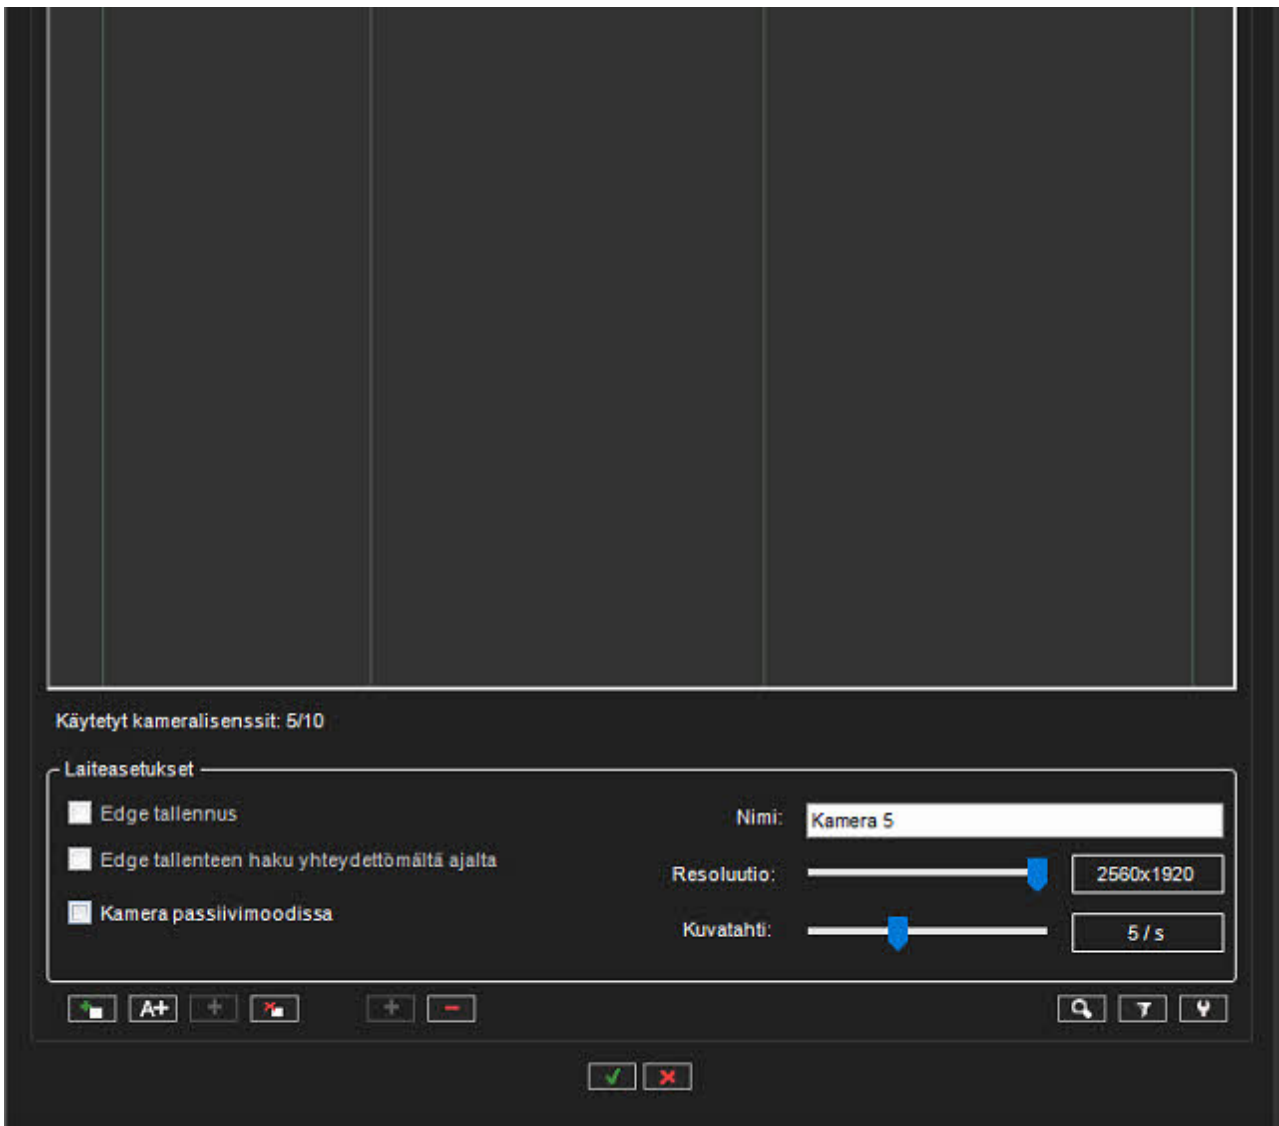 Käytetyt kameralisenssit: 5/10
Laiteasetukset
Edge tallennus
Edge tallenteen haku yhteydettömältä ajalta
Kamera passiivimoodissa
Nimi: Kamera 5
Resoluutio: 2560x1920
Kuvatahti: 5 / s
A+